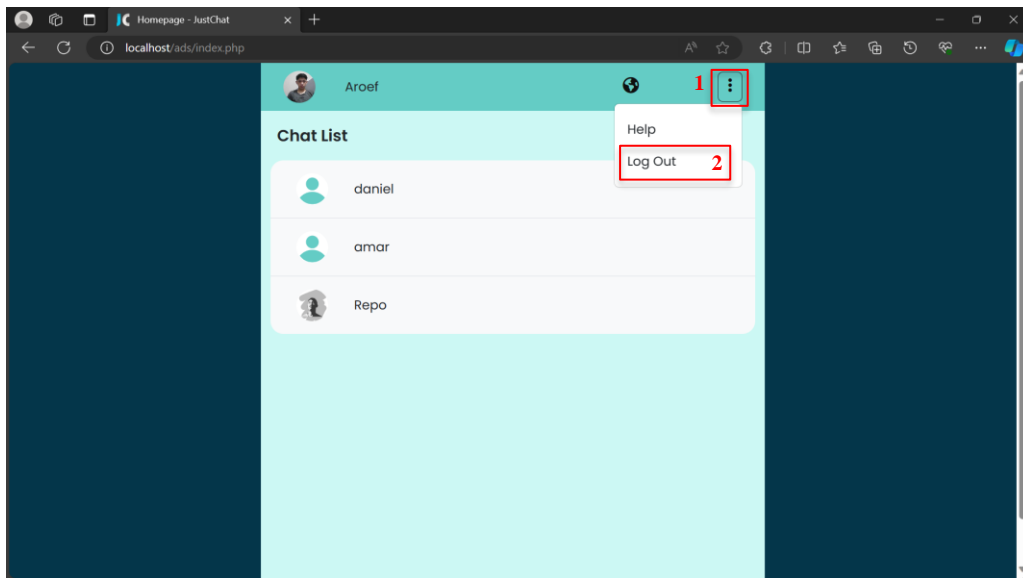 Homepage - JustChat
localhost/ads/index.php
Aroef
1
Chat List
Help
Log Out
2
daniel
amar
Repo